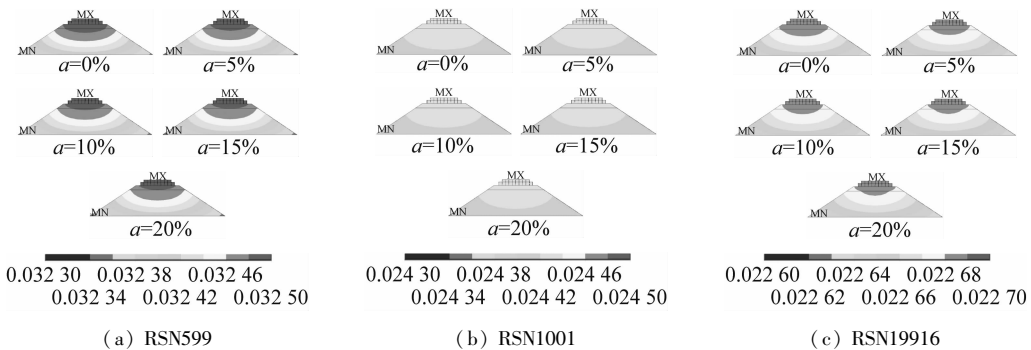 MX MX MX MX MX MX
MN MN MN MN MN MN
a=0% a=5% a=0% a=5% a=0% a=5%
MX MX MX MX MX MX
MN MN MN MN MN MN
a=10% a=15% a=10% a=15% a=10% a=15%
MX MX MX
MN MN MN
a=20% a=20% a=20%
0.032 30 0.032 38 0.032 46 0.024 30 0.024 38 0.024 46 0.022 60 0.022 64 0.022 68
0.032 34 0.032 42 0.032 50 0.024 34 0.024 42 0.024 50 0.022 62 0.022 66 0.022 70
(a) RSN599 (b) RSN1001 (c) RSN19916